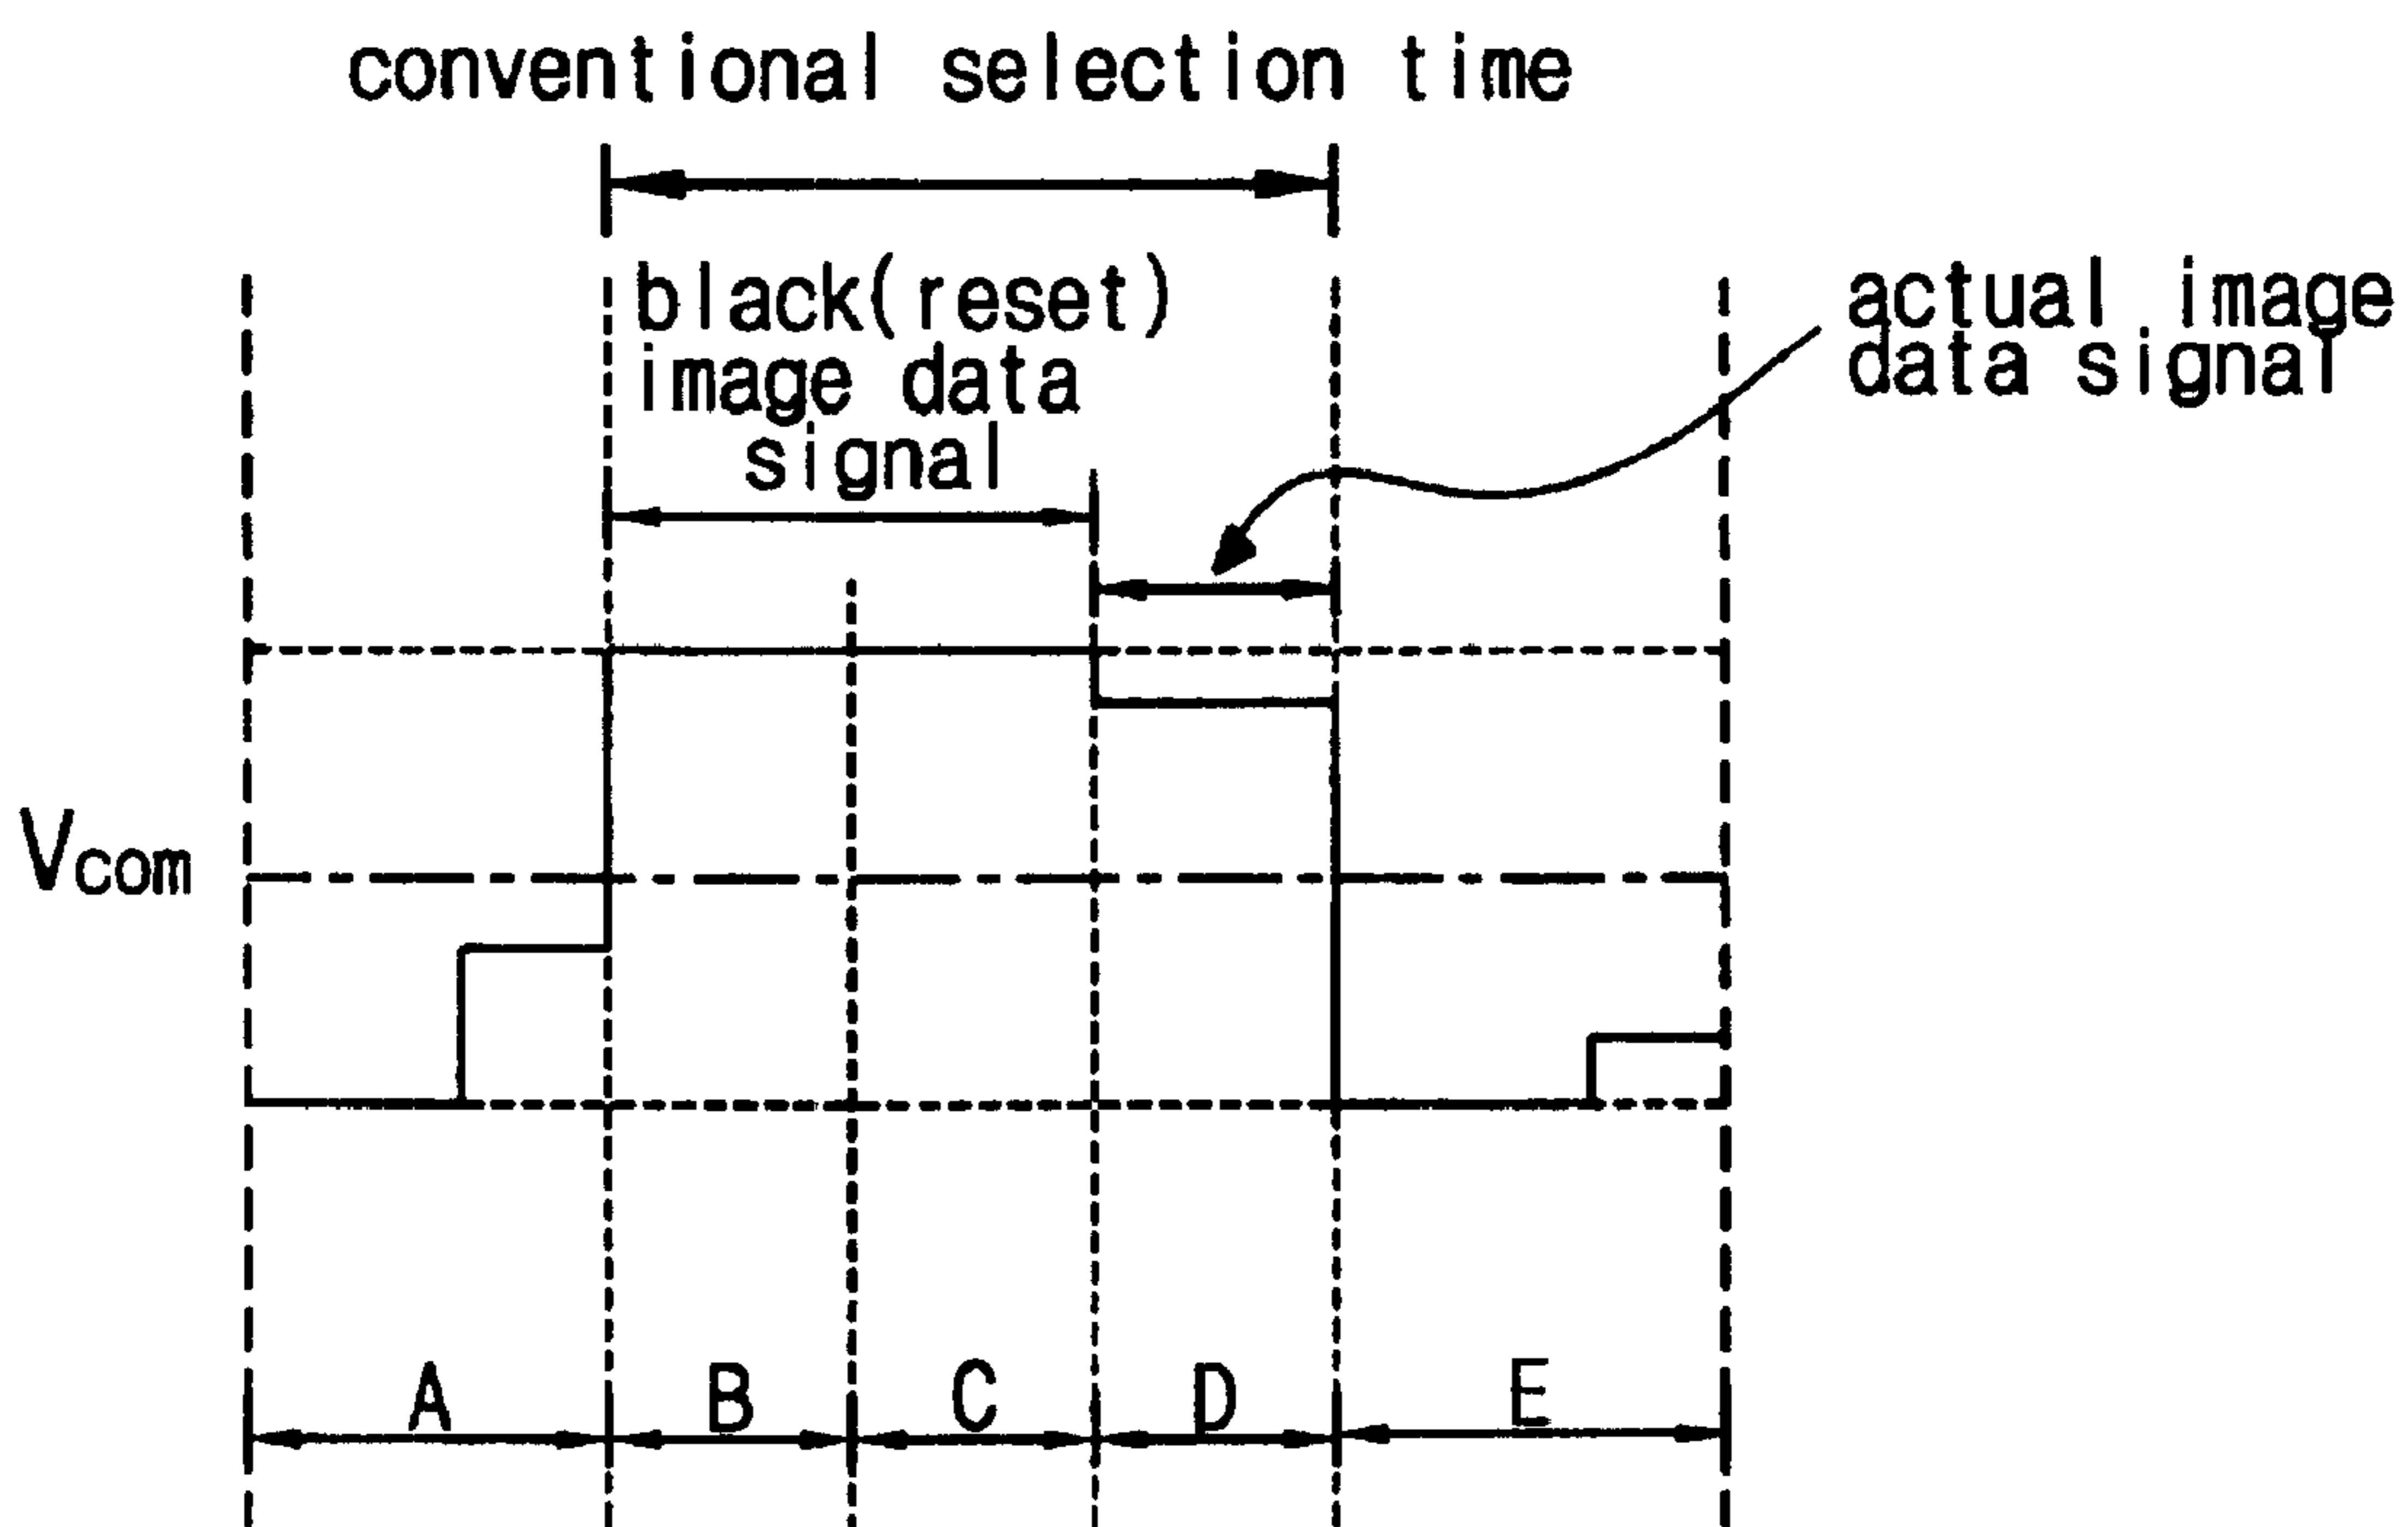 conventional selection time
black(reset)
image data
signal
actual image
data signal
Vcom
A B C D E